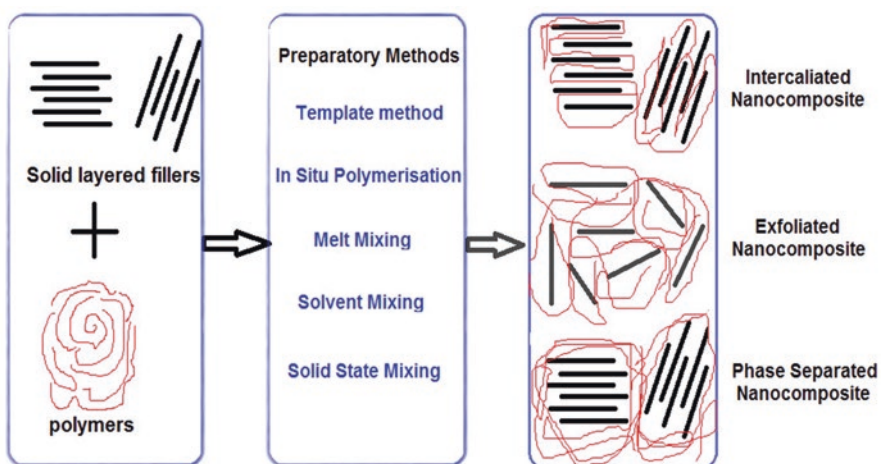 Solid layered fillers
polymers
Preparatory Methods
Template method
In Situ Polymerisation
Melt Mixing
Solvent Mixing
Solid State Mixing
Intercaliated
Nanocomposite
Exfoliated
Nanocomposite
Phase Separated
Nanocomposite